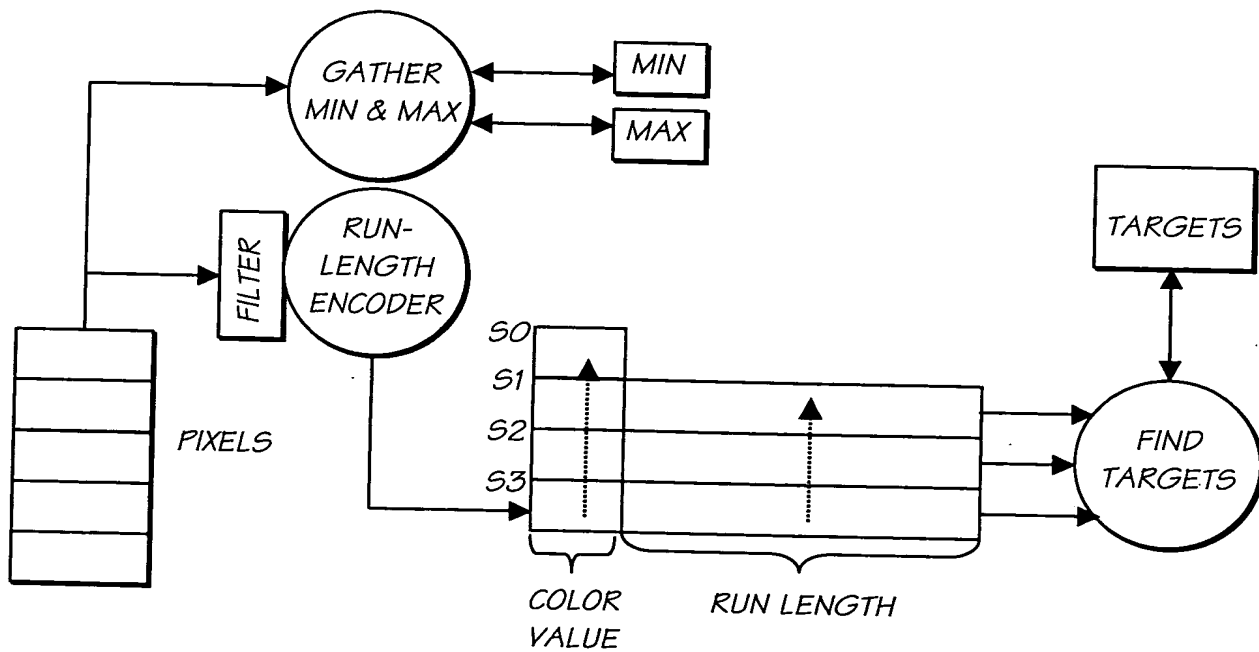 GATHER
MIN & MAX
MIN
MAX
FILTER
RUN-
LENGTH
ENCODER
TARGETS
PIXELS
S0
S1
S2
S3
FIND
TARGETS
COLOR
VALUE
RUN LENGTH